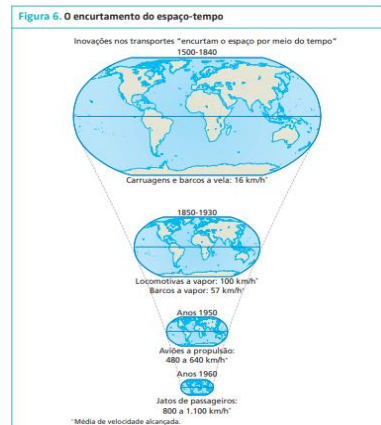 Figura 6. O encurtamento do espaço-tempo
Inovações nos transportes “encurtam o espaço por meio do tempo”
1500-1840
Carruagens e barcos a vela: 16 km/h*
1850-1930
Locomotivas a vapor: 100 km/h*
Barcos a vapor: 57 km/h*
Anos 1950
Aviões a propulsão:
480 a 640 km/h*
Anos 1960
Jatos de passageiros:
800 a 1.100 km/h*
*Média de velocidade alcançada.